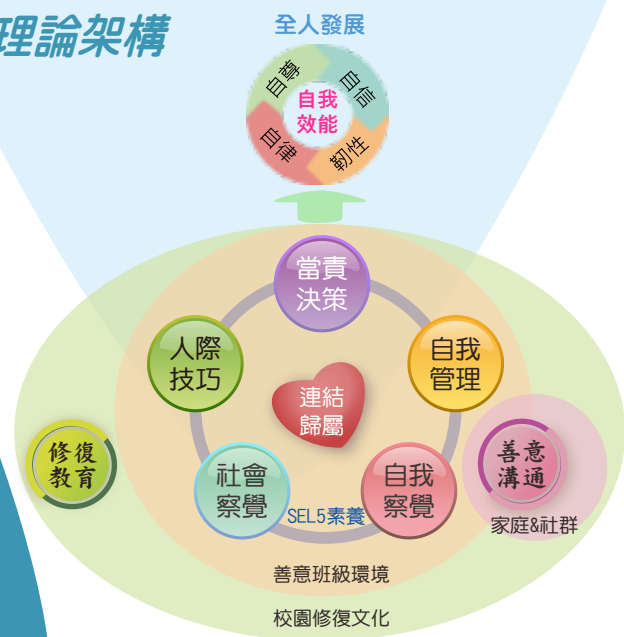 理論架構
全人發展
自尊
自信
自我
效能
自律
韌性
當責
決策
人際
技巧
自我
管理
連結
歸屬
修復
教育
社會
察覺
自我
察覺
善意
溝通
SEL5素養
家庭&社群
善意班級環境
校園修復文化